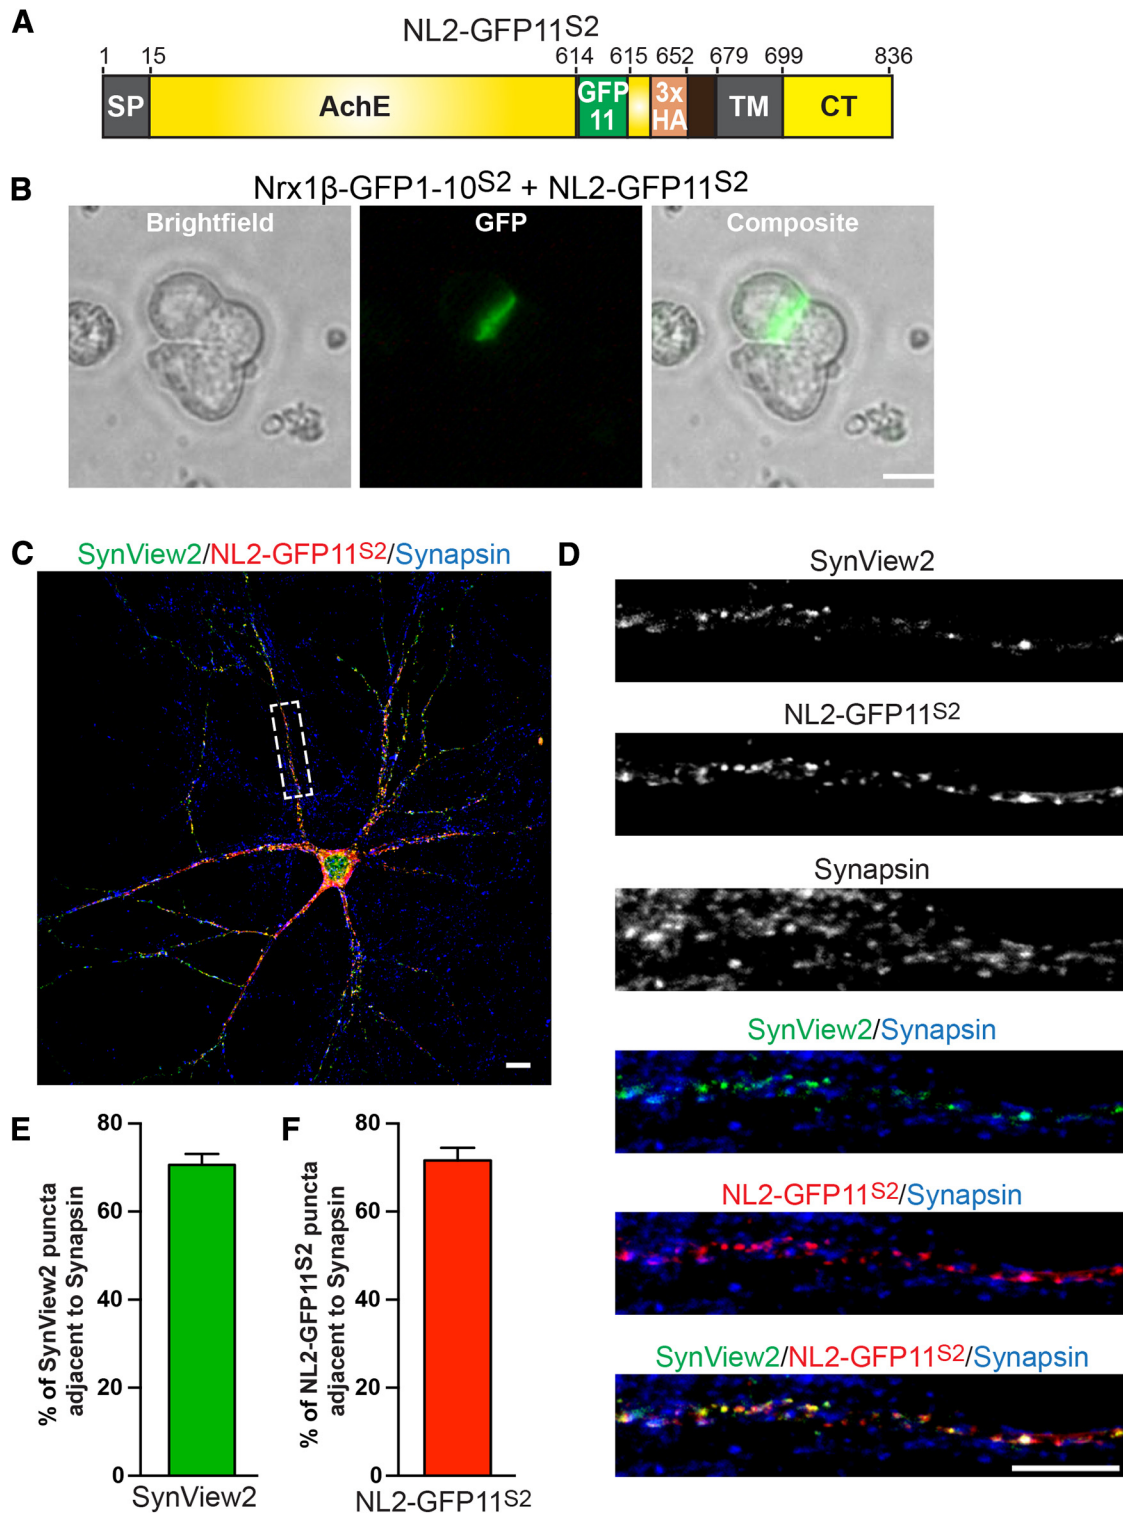 A
NL2-GFP11S2
1 15 614 615 652 679 699 836
SP AchE GFP 11 3x HA TM CT
B
Nrx1β-GFP1-10S2 + NL2-GFP11S2
Brightfield GFP Composite
C SynView2/NL2-GFP11S2/Synapsin
D
SynView2
NL2-GFP11S2
Synapsin
SynView2/Synapsin
NL2-GFP11S2/Synapsin
SynView2/NL2-GFP11S2/Synapsin
E
% of SynView2 puncta
adjacent to Synapsin
80
60
40
20
0
SynView2
F
% of NL2-GFP11S2 puncta
adjacent to Synapsin
80
60
40
20
0
NL2-GFP11S2